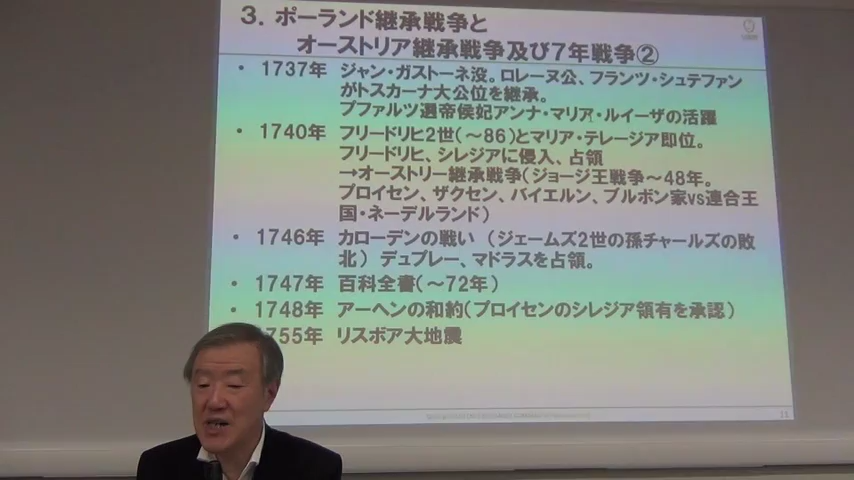 3. ポーランド継承戦争と
オーストリア継承戦争及び7年戦争②
• 1737年 ジャン・ガストーネ没。ロレーヌ公、フランツ・シュテファン
がトスカーナ大公位を継承。
プファルツ選帝侯妃アンナ・マリア・ルイーザの活躍
• 1740年 フリードリヒ2世(～86)とマリア・テレージア即位。
フリードリヒ、シレジアに侵入、占領
→オーストリー継承戦争(ジョージ王戦争～48年。
プロイセン、ザクセン、バイエルン、ブルボン家vs連合王
国・ネーデルランド)
• 1746年 カローデンの戦い (ジェームズ2世の孫チャールズの敗
北) デュプレー、マドラスを占領。
• 1747年 百科全書(～72年)
• 1748年 アーヘンの和約(プロイセンのシレジア領有を承認)
755年 リスボア大地震